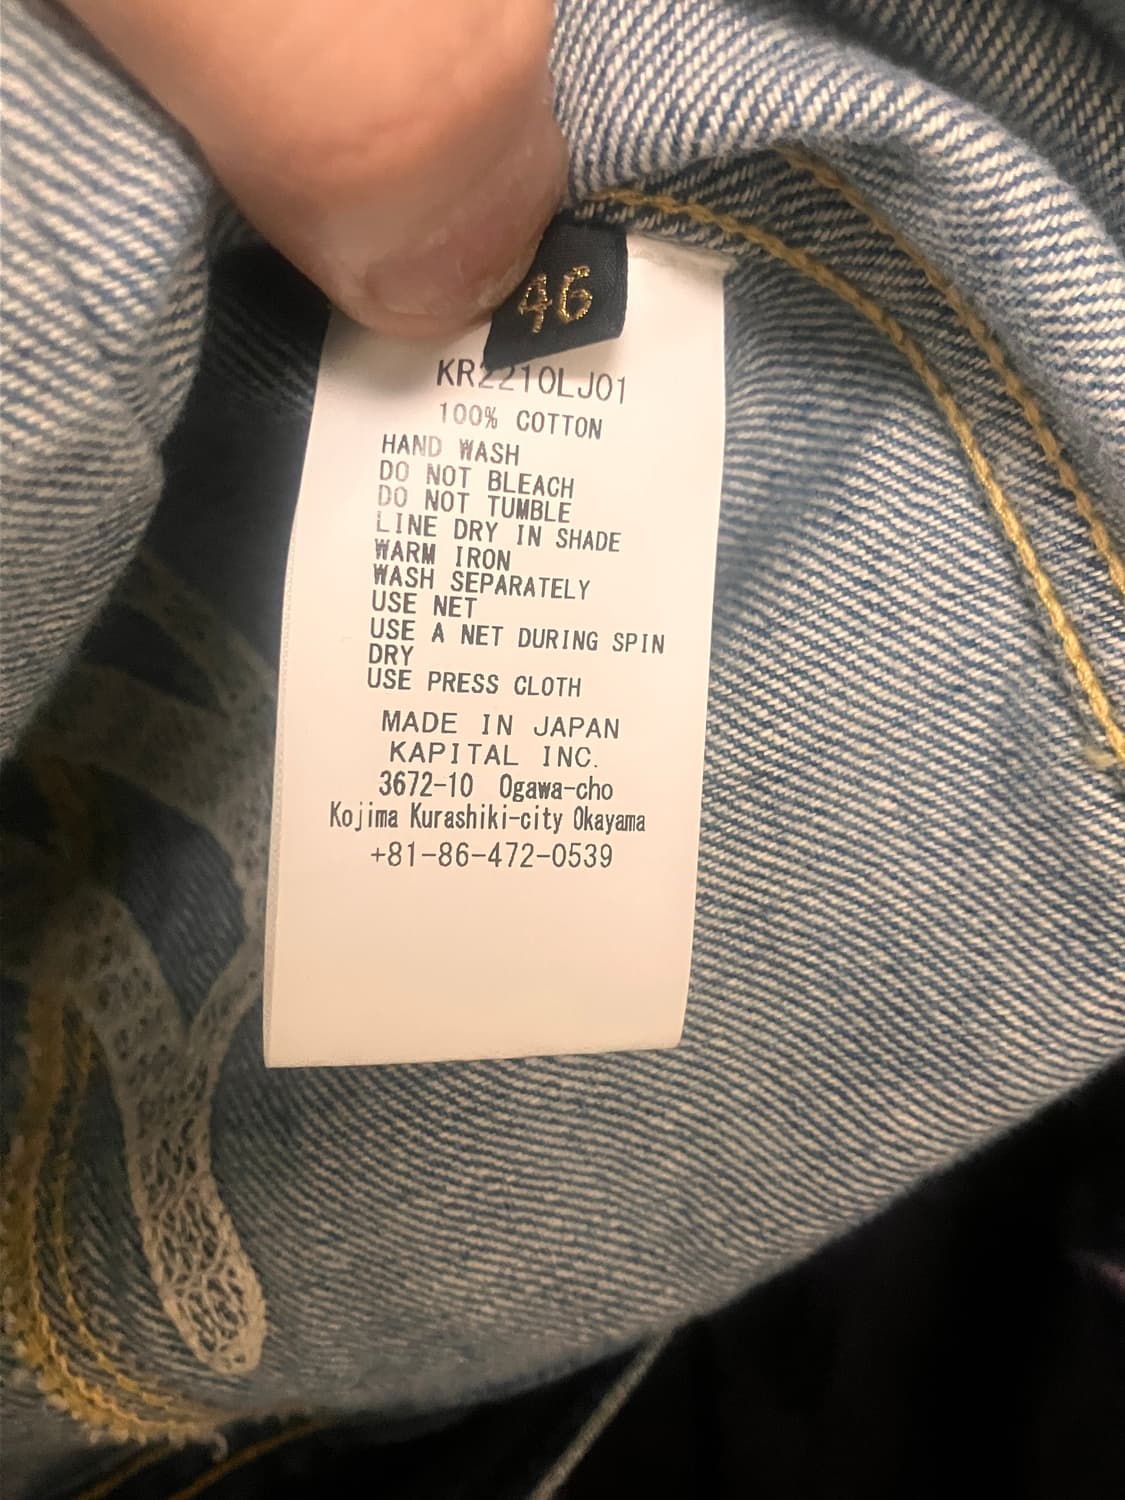 46
KR2210LJ01
100% COTTON
HAND WASH
DO NOT BLEACH
DO NOT TUMBLE
LINE DRY IN SHADE
WARM IRON
WASH SEPARATELY
USE NET
USE A NET DURING SPIN
DRY
USE PRESS CLOTH
MADE IN JAPAN
KAPITAL INC.
3672-10 Ogawa-cho
Kojima Kurashiki-city Okayama
+81-86-472-0539